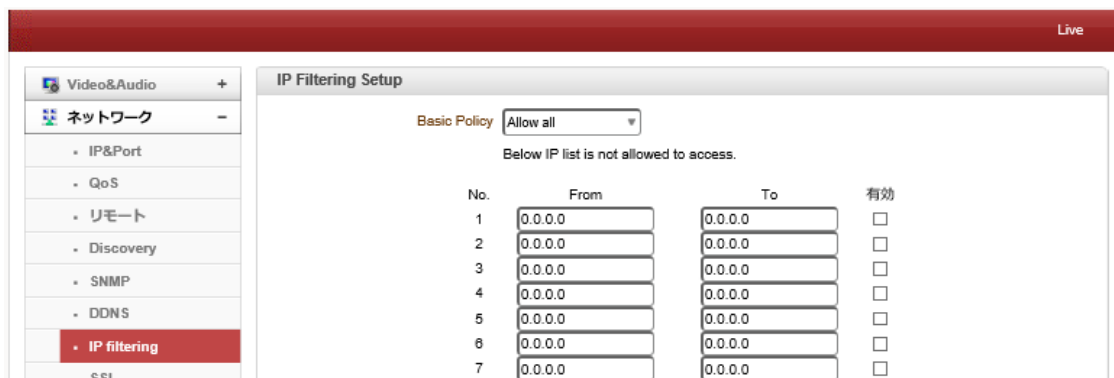 Live
Video&Audio +
ネットワーク -
IP&Port
QoS
リモート
Discovery
SNMP
DDNS
IP filtering
SSL
IP Filtering Setup
Basic Policy Allow all
Below IP list is not allowed to access.
No. From To 有効
1 0.0.0.0 0.0.0.0
2 0.0.0.0 0.0.0.0
3 0.0.0.0 0.0.0.0
4 0.0.0.0 0.0.0.0
5 0.0.0.0 0.0.0.0
6 0.0.0.0 0.0.0.0
7 0.0.0.0 0.0.0.0